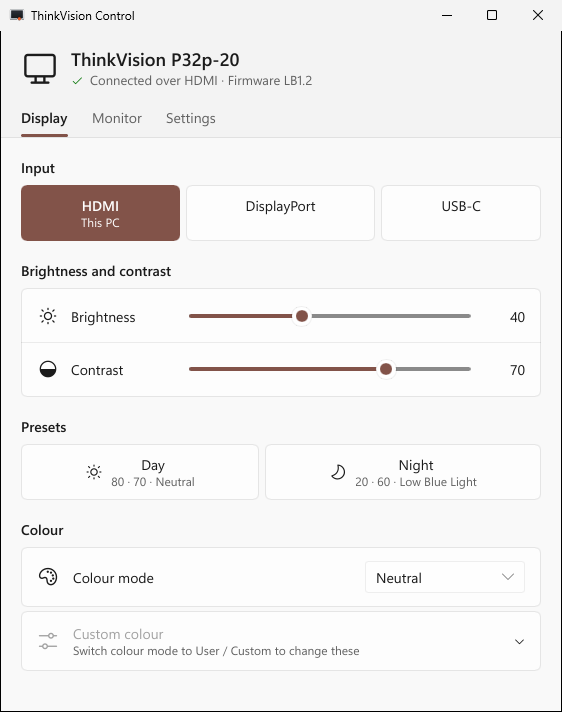 ThinkVision Control
ThinkVision P32p-20
Connected over HDMI · Firmware LB1.2
Display Monitor Settings
Input
HDMI
This PC
DisplayPort
USB-C
Brightness and contrast
Brightness 40
Contrast 70
Presets
Day
80 · 70 · Neutral
Night
20 · 60 · Low Blue Light
Colour
Colour mode Neutral
Custom colour
Switch colour mode to User / Custom to change these